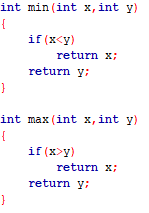 int min(int x,int y)
{
    if(x<y)
        return x;
    return y;
}

int max(int x,int y)
{
    if(x>y)
        return x;
    return y;
}